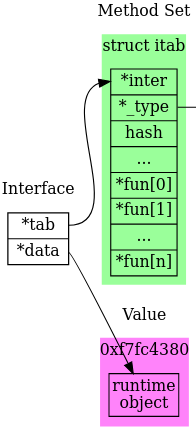 Method Set
struct itab
*inter
*_type
hash
...
*fun[0]
*fun[1]
...
*fun[n]
Interface
*tab
*data
Value
0xf7fc4380
runtime
object